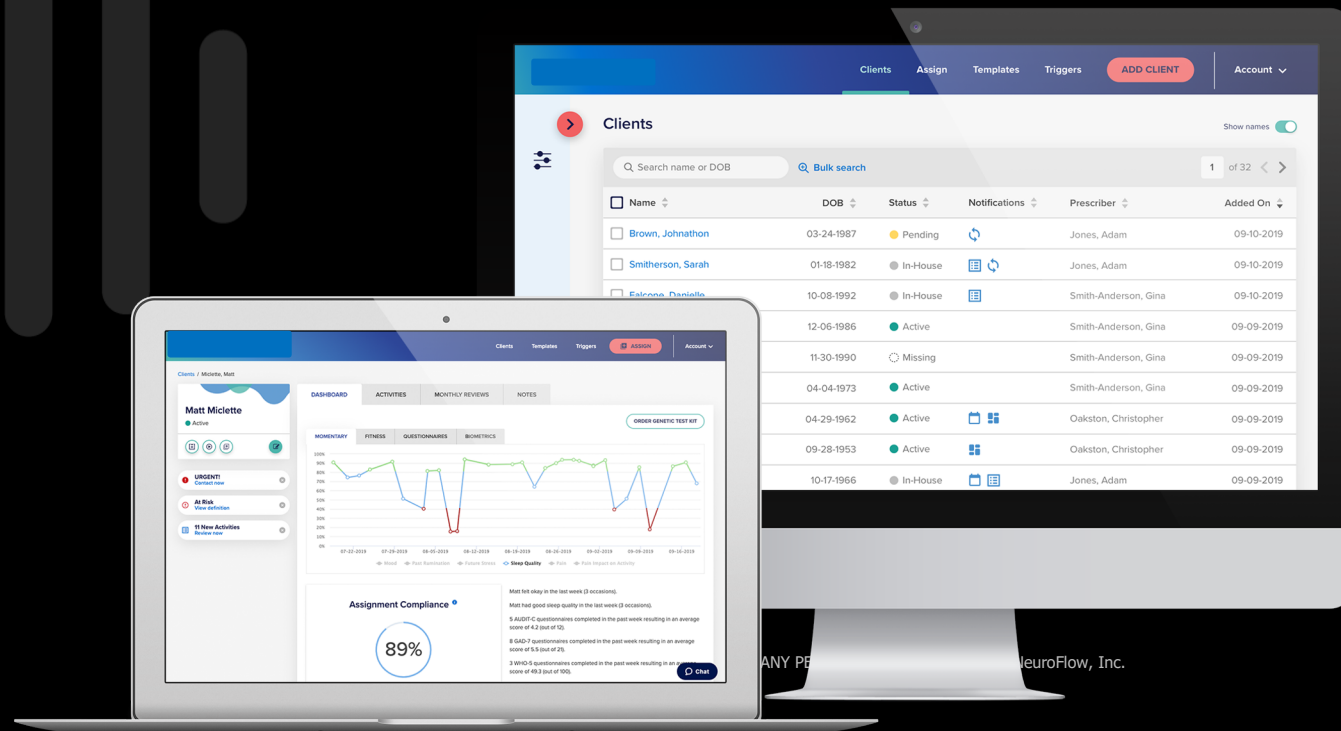 Clients Assign Templates Triggers ADD CLIENT Account
Clients
Show names
Search name or DOB Bulk search 1 of 32
Name DOB Status Notifications Prescriber Added On
Brown, Johnathon 03-24-1987 Pending Jones, Adam 09-10-2019
Smitherson, Sarah 01-18-1982 In-House Jones, Adam 09-10-2019
Falcone, Danielle 10-08-1992 In-House Smith-Anderson, Gina 09-10-2019
12-06-1986 Active Smith-Anderson, Gina 09-09-2019
11-30-1990 Missing Smith-Anderson, Gina 09-09-2019
04-04-1973 Active Smith-Anderson, Gina 09-09-2019
04-29-1962 Active Oakston, Christopher 09-09-2019
09-28-1953 Active Oakston, Christopher 09-09-2019
10-17-1966 In-House Jones, Adam 09-09-2019
Clients Templates Triggers ASSIGN Account
Clients / Miclette, Matt
Matt Miclette
Active
URGENT!
Contact now
At Risk
View definition
11 New Activities
Review now
DASHBOARD ACTIVITIES MONTHLY REVIEWS NOTES
ORDER GENETIC TEST KIT
MOMENTARY FITNESS QUESTIONNAIRES BIOMETRICS
100%
90%
80%
70%
60%
50%
40%
30%
20%
10%
0%
07-22-2019 07-29-2019 08-05-2019 08-12-2019 08-19-2019 08-26-2019 09-02-2019 09-09-2019 09-16-2019
Mood Past Rumination Future Stress Sleep Quality Pain Pain Impact on Activity
Assignment Compliance
89%
Matt felt okay in the last week (3 occasions).
Matt had good sleep quality in the last week (3 occasions).
5 AUDIT-C questionnaires completed in the past week resulting in an average
score of 4.2 (out of 12).
8 GAD-7 questionnaires completed in the past week resulting in an average
score of 5.5 (out of 21).
3 WHO-5 questionnaires completed in the past week resulting in an average
score of 49.3 (out of 100).
Chat
ANY PE
euroFlow, Inc.